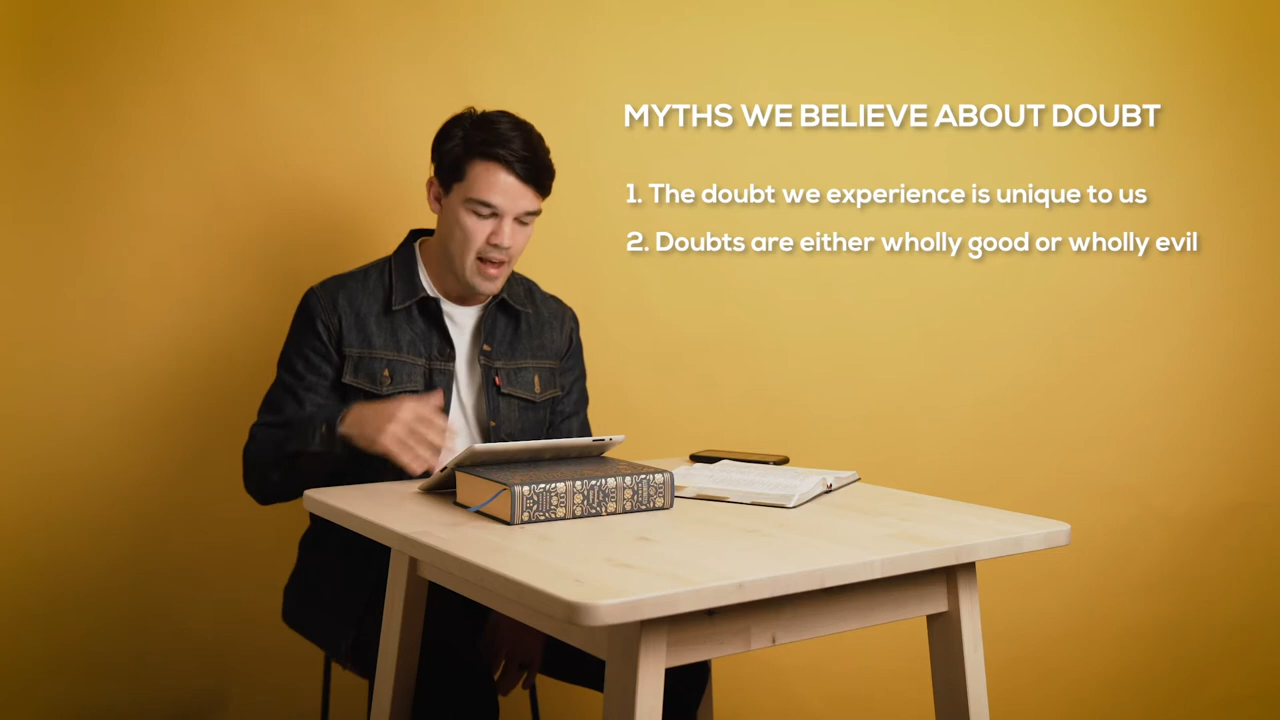 MYTHS WE BELIEVE ABOUT DOUBT
1. The doubt we experience is unique to us
2. Doubts are either wholly good or wholly evil